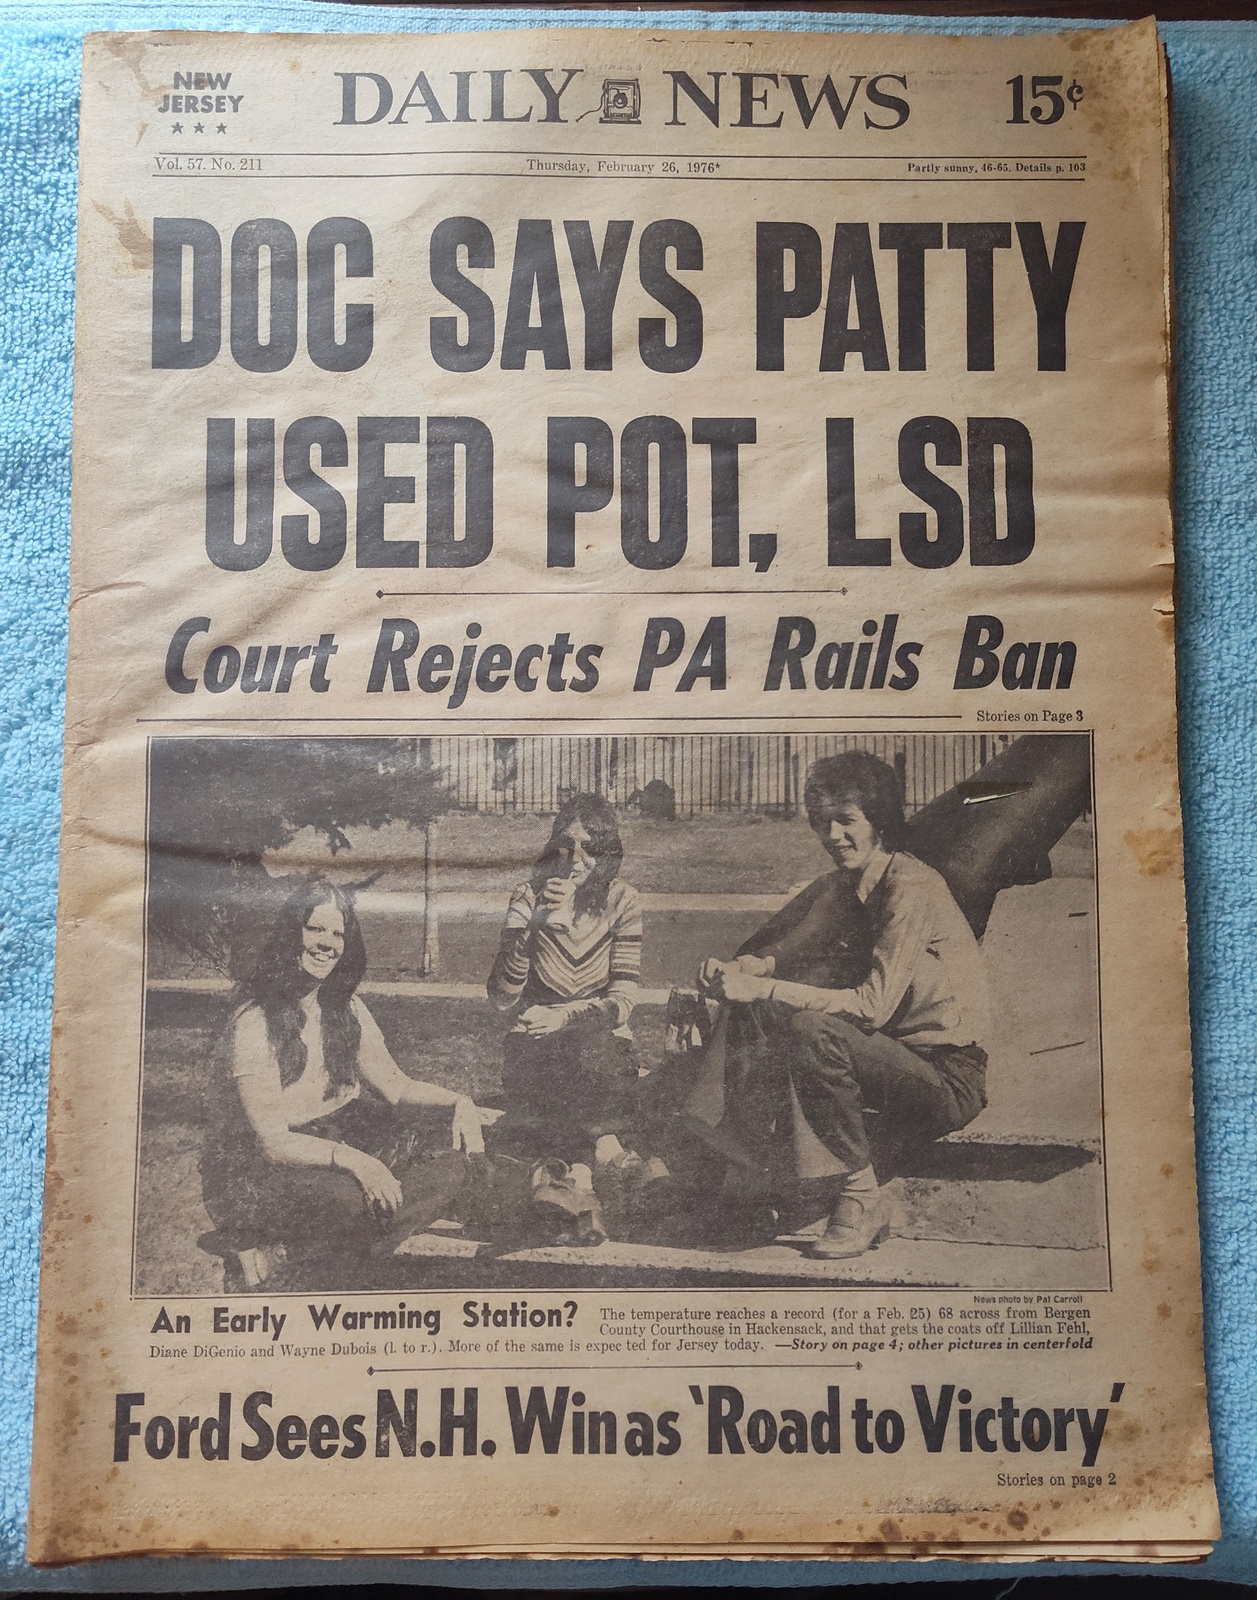 NEW
JERSEY
★ ★ ★
DAILY NEWS
15¢
Vol. 57. No. 211
Thursday, February 26, 1976*
Partly sunny, 46-65. Details p. 103
DOC SAYS PATTY
USED POT, LSD
Court Rejects PA Rails Ban
Stories on Page 3
News photo by Pat Carroll
An Early Warming Station?
The temperature reaches a record (for a Feb. 25) 68 across from Bergen
County Courthouse in Hackensack, and that gets the coats off Lillian Fehl,
Diane DiGenio and Wayne Dubois (l. to r.). More of the same is expected for Jersey today. —Story on page 4; other pictures in centerfold
Ford Sees N.H. Win as 'Road to Victory'
Stories on page 2